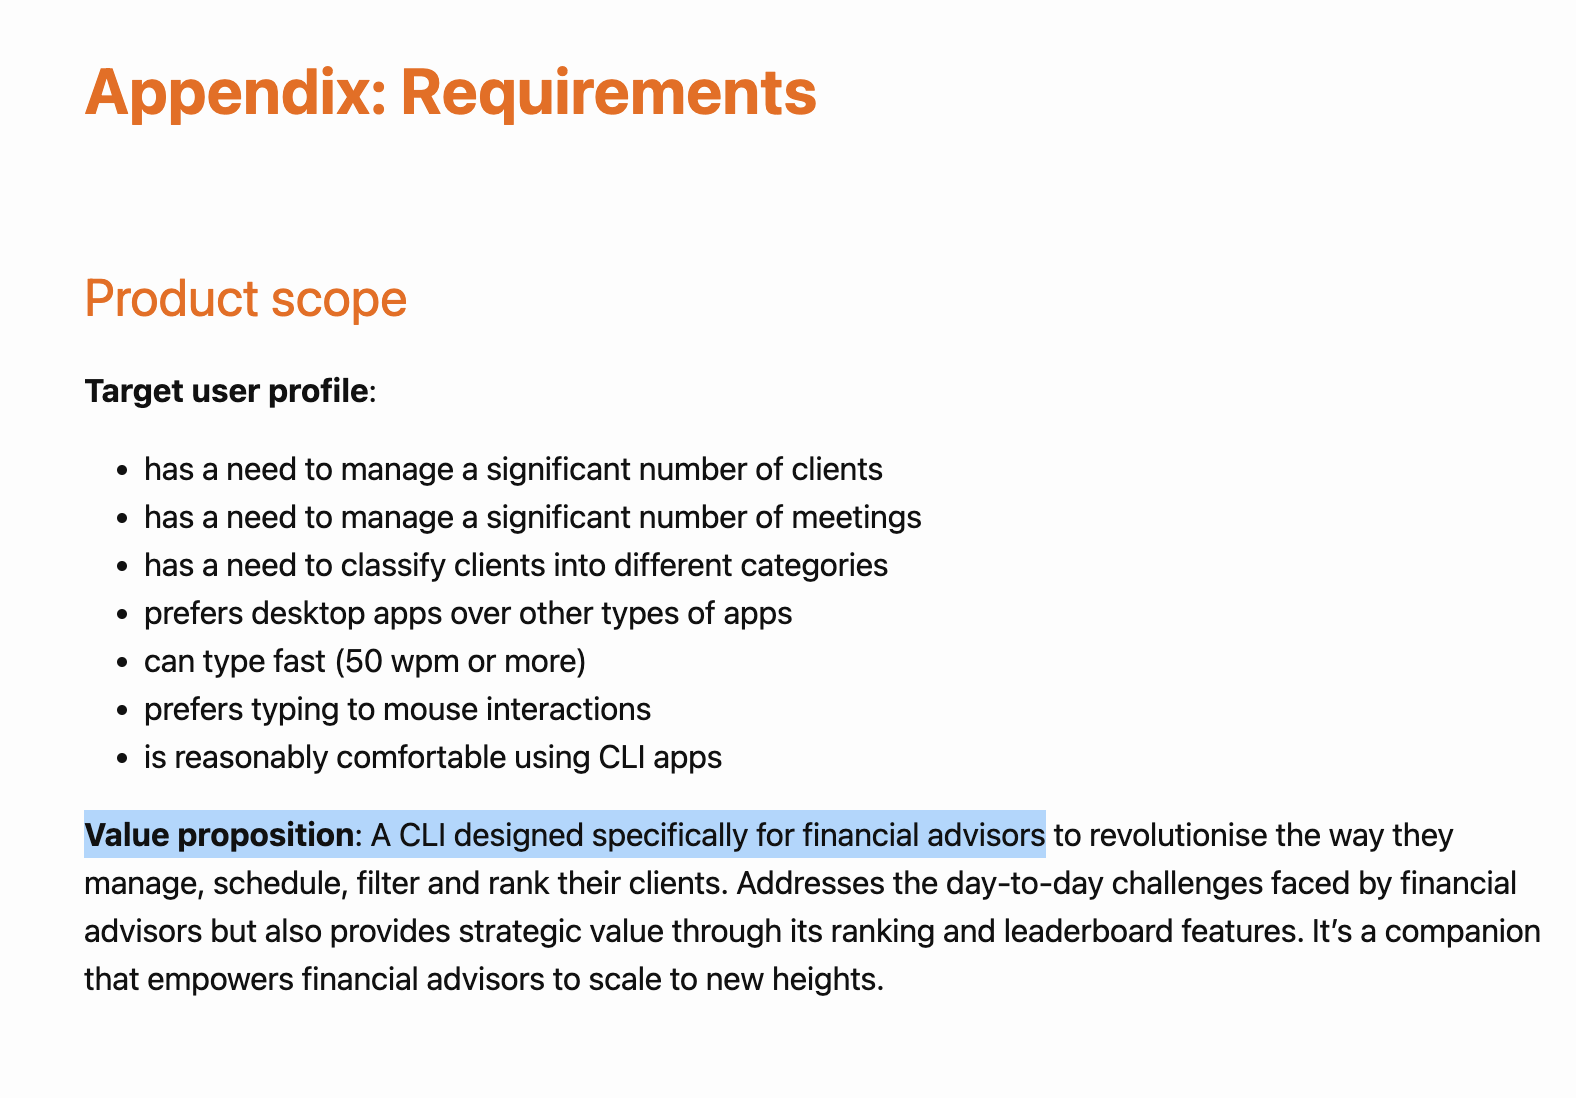 Appendix: Requirements
Product scope
Target user profile:
• has a need to manage a significant number of clients
• has a need to manage a significant number of meetings
• has a need to classify clients into different categories
• prefers desktop apps over other types of apps
• can type fast (50 wpm or more)
• prefers typing to mouse interactions
• is reasonably comfortable using CLI apps
Value proposition: A CLI designed specifically for financial advisors to revolutionise the way they
manage, schedule, filter and rank their clients. Addresses the day-to-day challenges faced by financial
advisors but also provides strategic value through its ranking and leaderboard features. It’s a companion
that empowers financial advisors to scale to new heights.